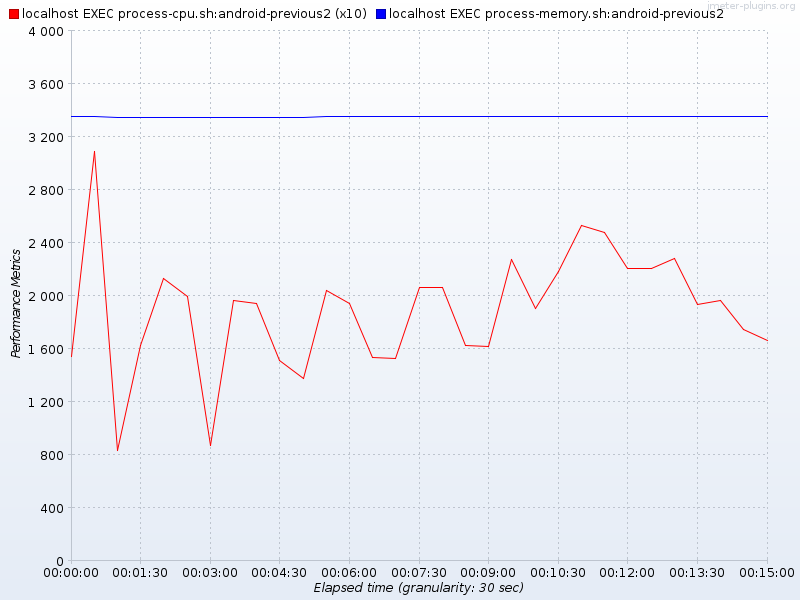 jmeter-plugins.org
localhost EXEC process-cpu.sh:android-previous2 (x10) localhost EXEC process-memory.sh:android-previous2
4 000
3 600
3 200
2 800
2 400
2 000
1 600
1 200
800
400
0
Performance Metrics
00:00:00 00:01:30 00:03:00 00:04:30 00:06:00 00:07:30 00:09:00 00:10:30 00:12:00 00:13:30 00:15:00
Elapsed time (granularity: 30 sec)